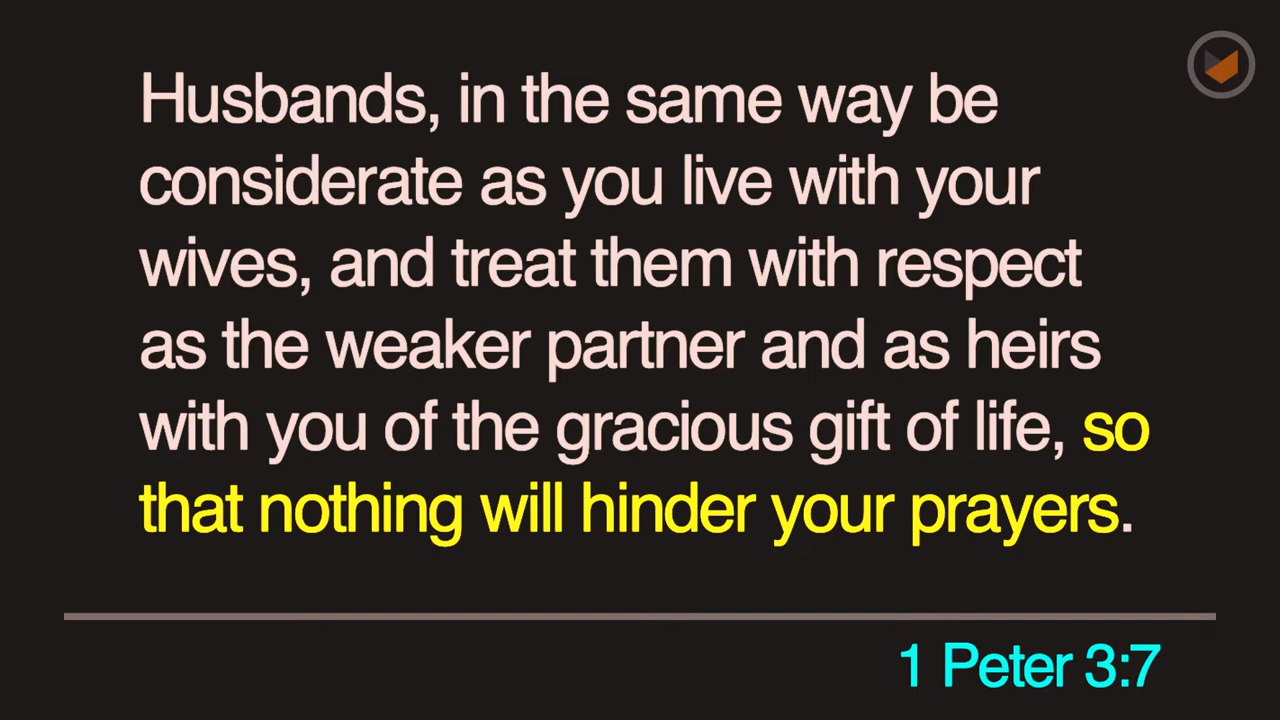 Husbands, in the same way be
considerate as you live with your
wives, and treat them with respect
as the weaker partner and as heirs
with you of the gracious gift of life, so
that nothing will hinder your prayers.
1 Peter 3:7